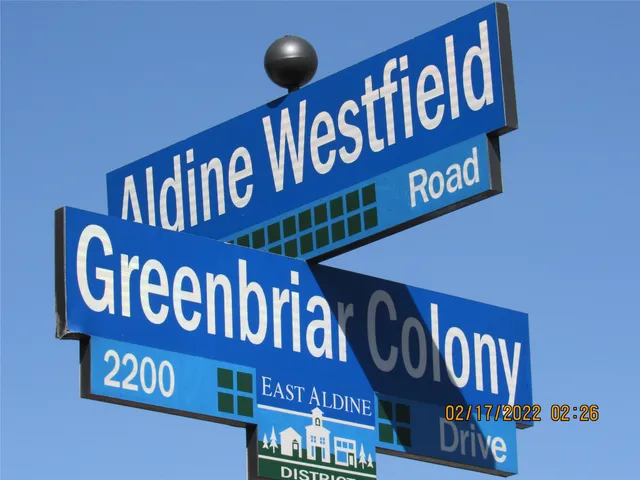 Aldine Westfield
Road
Greenbriar Colony
2200
EAST ALDINE
DISTRICT
Drive
02/17/2022 02:26